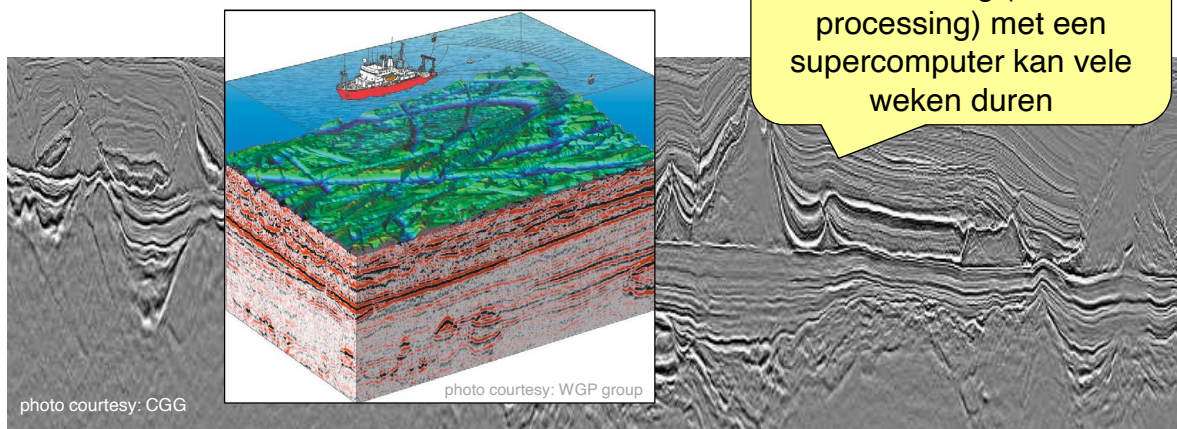 processing) met een
supercomputer kan vele
weken duren
photo courtesy: WGP group
photo courtesy: CGG